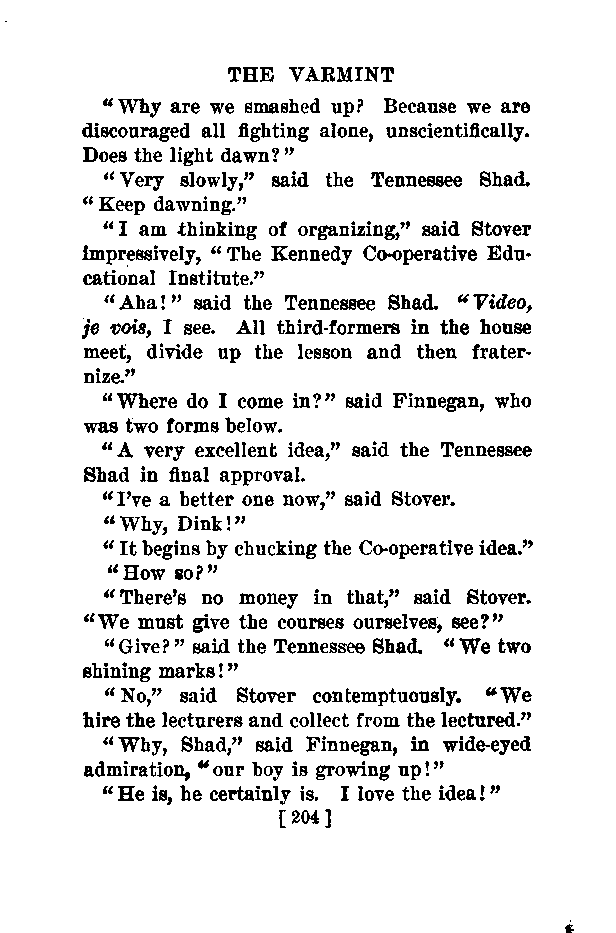 THE VARMINT
"Why are we smashed up? Because we are
discouraged all fighting alone, unscientifically.
Does the light dawn?"
"Very slowly," said the Tennessee Shad.
"Keep dawning."
"I am thinking of organizing," said Stover
impressively, "The Kennedy Co-operative Edu-
cational Institute."
"Aha!" said the Tennessee Shad. "Video,
je vois, I see. All third-formers in the house
meet, divide up the lesson and then frater-
nize."
"Where do I come in?" said Finnegan, who
was two forms below.
"A very excellent idea," said the Tennessee
Shad in final approval.
"I've a better one now," said Stover.
"Why, Dink!"
"It begins by chucking the Co-operative idea."
"How so?"
"There's no money in that," said Stover.
"We must give the courses ourselves, see?"
"Give?" said the Tennessee Shad. "We two
shining marks!"
"No," said Stover contemptuously. "We
hire the lecturers and collect from the lectured."
"Why, Shad," said Finnegan, in wide-eyed
admiration, "our boy is growing up!"
"He is, he certainly is. I love the idea!"
[204]